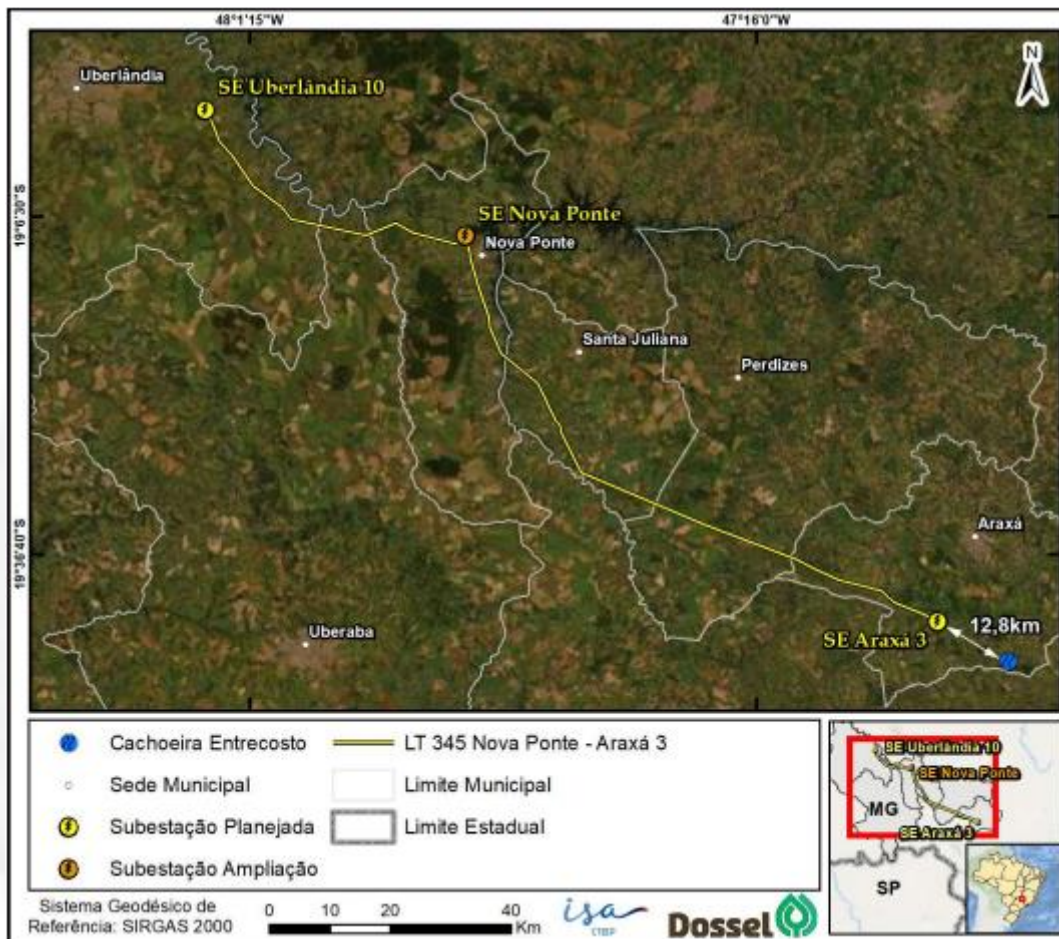 48°1'15"W
47°16'0"W
N
Uberlândia
SE Uberlândia 10
19°6'30"S
SE Nova Ponte
Nova Ponte
Santa Juliana
Perdizes
19°36'40"S
Araxá
Uberaba
SE Araxá 3
12,8km
Cachoeira Entrecosto
LT 345 Nova Ponte - Araxá 3
Sede Municipal
Limite Municipal
Subestação Planejada
Limite Estadual
Subestação Ampliação
SE Uberlândia 10
SE Nova Ponte
MG
SE Araxá 3
SP
Sistema Geodésico de
Referência: SIRGAS 2000
0 10 20 40
Km
isa
CTEEP
Dossel